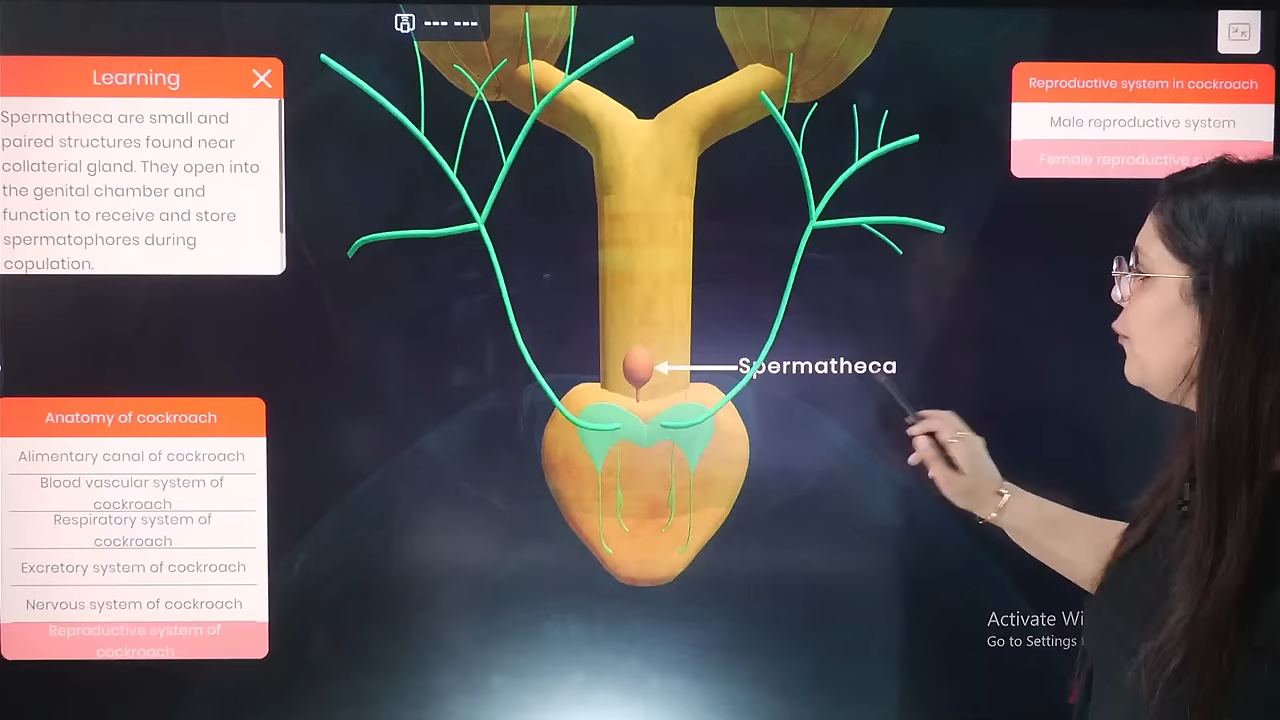 Learning
Spermatheca are small and
paired structures found near
collaterial gland. They open into
the genital chamber and
function to receive and store
spermatophores during
copulation.
Reproductive system in cockroach
Male reproductive system
Female reproductive
Spermatheca
Anatomy of cockroach
Alimentary canal of cockroach
Blood vascular system of
cockroach
Respiratory system of
cockroach
Excretory system of cockroach
Nervous system of cockroach
Reproductive system of
cockroach
Activate Wi
Go to Settings